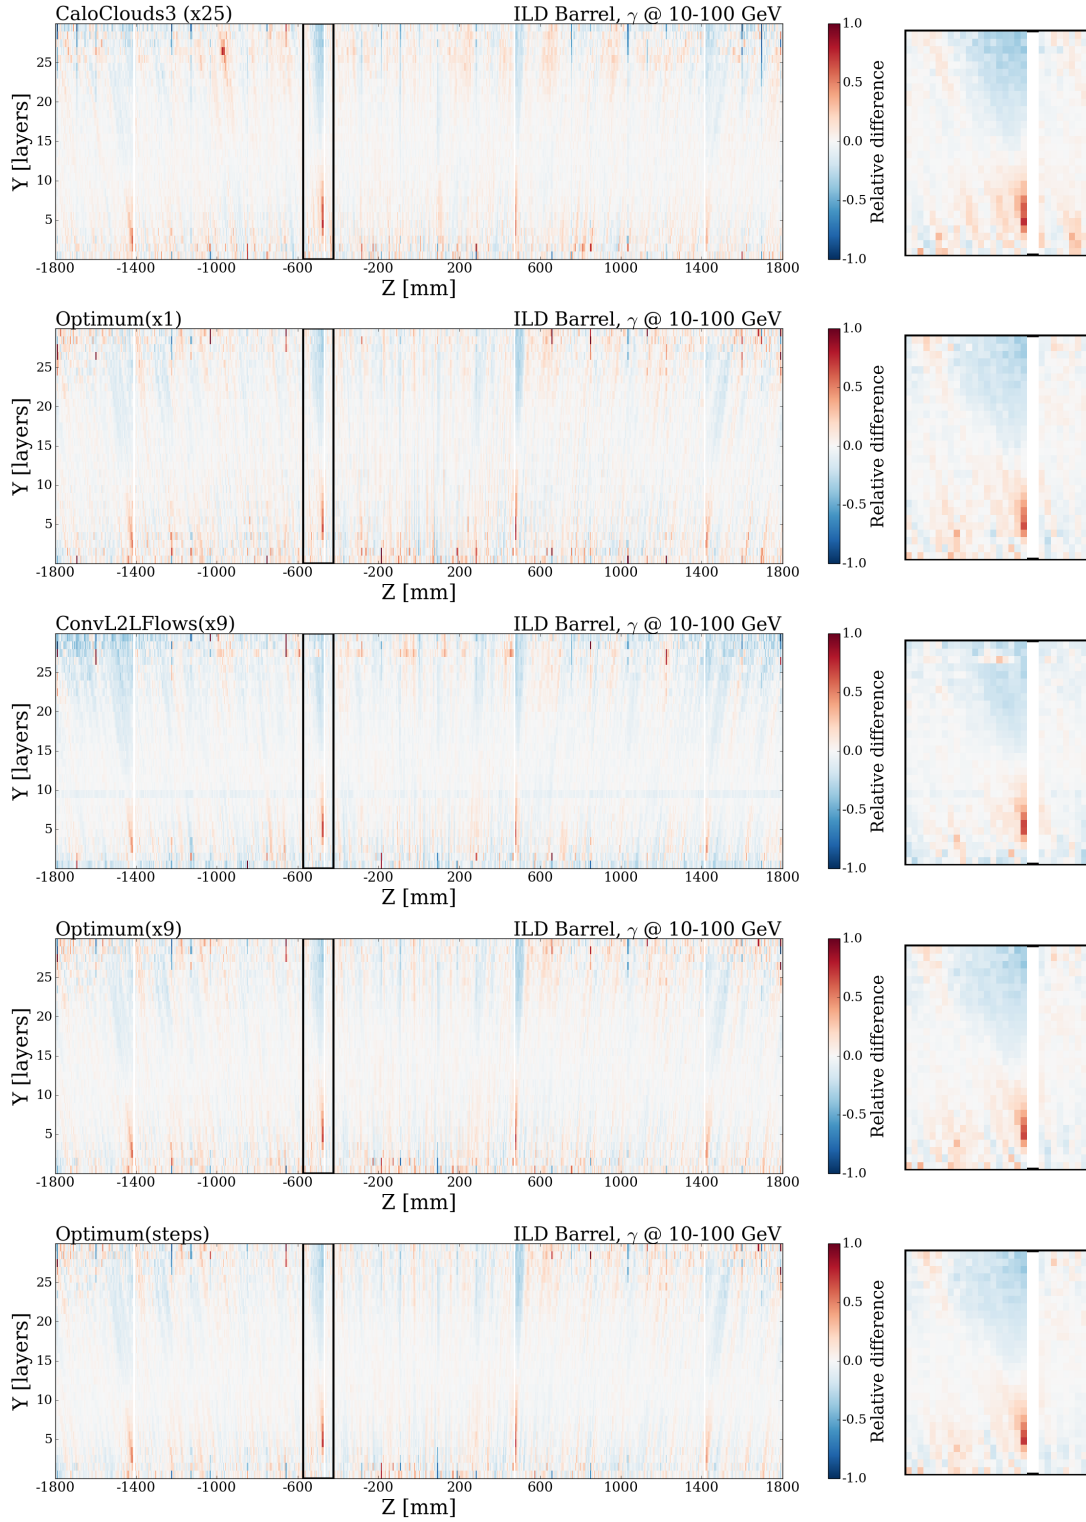 CaloClouds3 (x25) ILD Barrel, γ @ 10-100 GeV
Y [layers]
25
20
15
10
5
-1800 -1400 -1000 -600 -200 200 600 1000 1400 1800
Z [mm]
1.0
0.5
0.0
-0.5
-1.0
Relative difference
Optimum(x1) ILD Barrel, γ @ 10-100 GeV
Y [layers]
25
20
15
10
5
-1800 -1400 -1000 -600 -200 200 600 1000 1400 1800
Z [mm]
1.0
0.5
0.0
-0.5
-1.0
Relative difference
ConvL2LFlows(x9) ILD Barrel, γ @ 10-100 GeV
Y [layers]
25
20
15
10
5
-1800 -1400 -1000 -600 -200 200 600 1000 1400 1800
Z [mm]
1.0
0.5
0.0
-0.5
-1.0
Relative difference
Optimum(x9) ILD Barrel, γ @ 10-100 GeV
Y [layers]
25
20
15
10
5
-1800 -1400 -1000 -600 -200 200 600 1000 1400 1800
Z [mm]
1.0
0.5
0.0
-0.5
-1.0
Relative difference
Optimum(steps) ILD Barrel, γ @ 10-100 GeV
Y [layers]
25
20
15
10
5
-1800 -1400 -1000 -600 -200 200 600 1000 1400 1800
Z [mm]
1.0
0.5
0.0
-0.5
-1.0
Relative difference